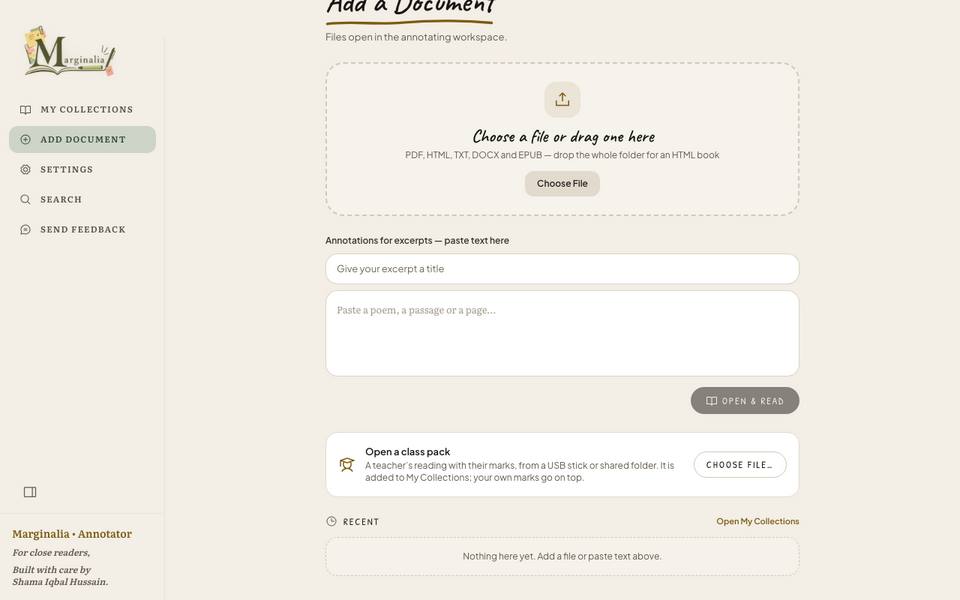 Add a Document
Files open in the annotating workspace.
Marginalia
MY COLLECTIONS
ADD DOCUMENT
SETTINGS
SEARCH
SEND FEEDBACK
Choose a file or drag one here
PDF, HTML, TXT, DOCX and EPUB — drop the whole folder for an HTML book
Choose File
Annotations for excerpts — paste text here
Give your excerpt a title
Paste a poem, a passage or a page...
OPEN & READ
Open a class pack
A teacher's reading with their marks, from a USB stick or shared folder. It is
added to My Collections; your own marks go on top.
CHOOSE FILE…
RECENT
Open My Collections
Nothing here yet. Add a file or paste text above.
Marginalia • Annotator
For close readers,
Built with care by
Shama Iqbal Hussain.